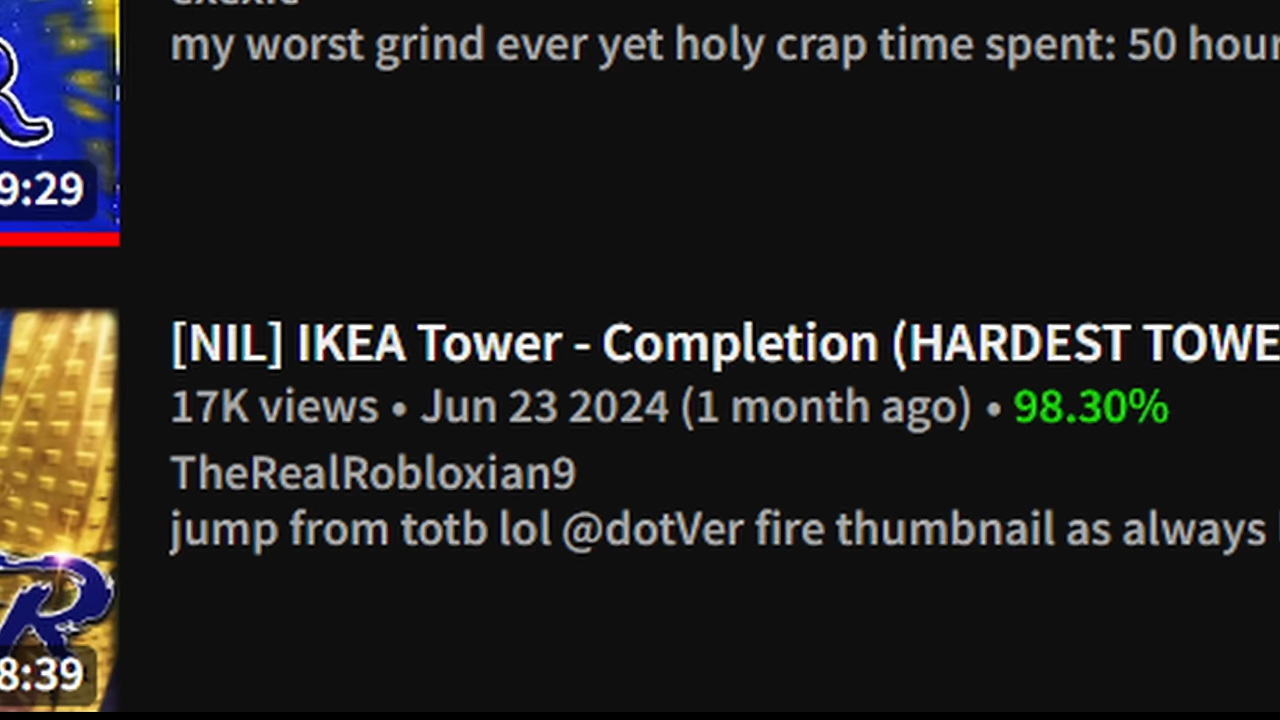 my worst grind ever yet holy crap time spent: 50 hour
9:29
[NIL] IKEA Tower - Completion (HARDEST TOWE
17K views • Jun 23 2024 (1 month ago) • 98.30%
TheRealRobloxian9
jump from totb lol @dotVer fire thumbnail as always
R
8:39